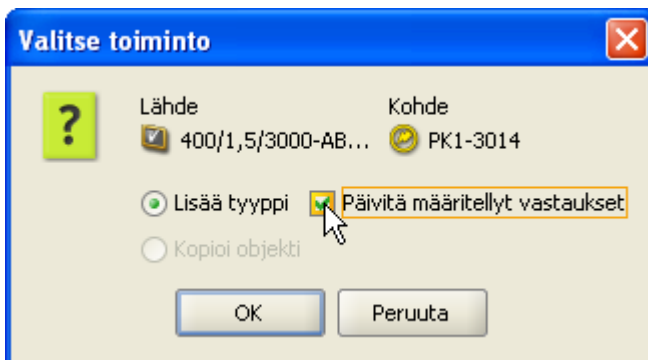 Valitse toiminto
?
Lähde Kohde
400/1,5/3000-AB... PK1-3014
Lisää tyyppi Päivitä määritellyt vastaukset
Kopioi objekti
OK Peruuta